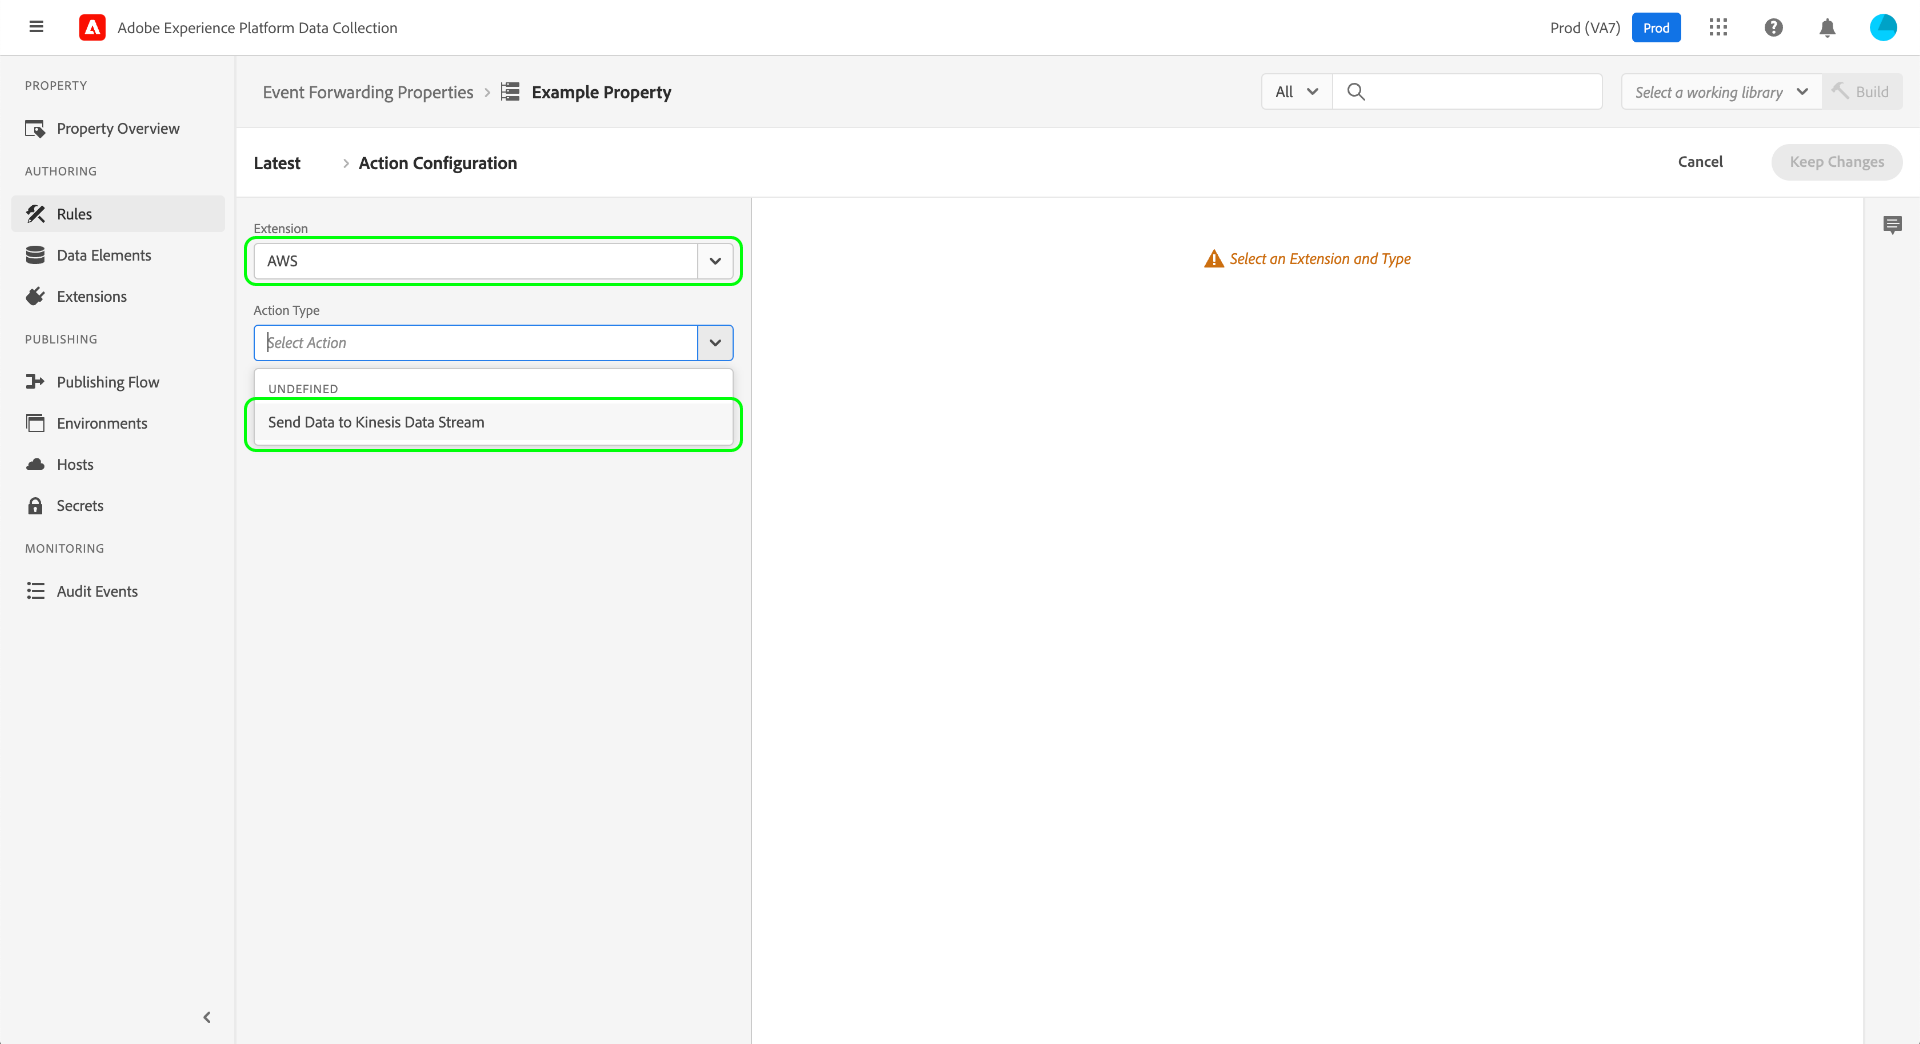 Adobe Experience Platform Data Collection
Prod (VA7)
Prod
PROPERTY
Property Overview
AUTHORING
Rules
Data Elements
Extensions
PUBLISHING
Publishing Flow
Environments
Hosts
Secrets
MONITORING
Audit Events
Event Forwarding Properties
Example Property
All
Select a working library
Build
Latest
Action Configuration
Cancel
Keep Changes
Extension
AWS
Action Type
Select Action
UNDEFINED
Send Data to Kinesis Data Stream
Select an Extension and Type